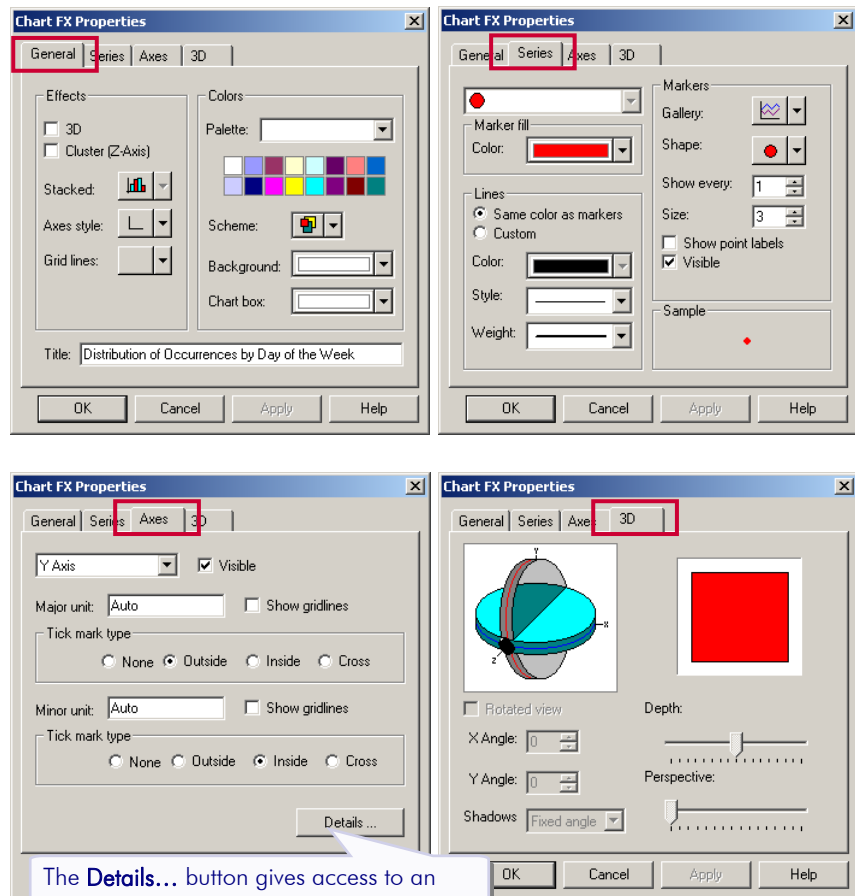 Chart FX Properties
General Series Axes 3D
Effects
3D
Cluster (Z-Axis)
Stacked:
Axes style:
Grid lines:
Colors
Palette:
Scheme:
Background:
Chart box:
Title: Distribution of Occurrences by Day of the Week
OK Cancel Apply Help
Chart FX Properties
General Series Axes 3D
Marker fill
Color:
Lines
Same color as markers
Custom
Color:
Style:
Weight:
Markers
Gallery:
Shape:
Show every: 1
Size: 3
Show point labels
Visible
Sample
OK Cancel Apply Help
Chart FX Properties
General Series Axes 3D
Y Axis Visible
Major unit: Auto Show gridlines
Tick mark type
None Outside Inside Cross
Minor unit: Auto Show gridlines
Tick mark type
None Outside Inside Cross
Details ...
The Details... button gives access to an
Chart FX Properties
General Series Axes 3D
Y
X
Z
Rotated view
X Angle: 0
Y Angle: 0
Shadows Fixed angle
Depth:
Perspective:
OK Cancel Apply Help